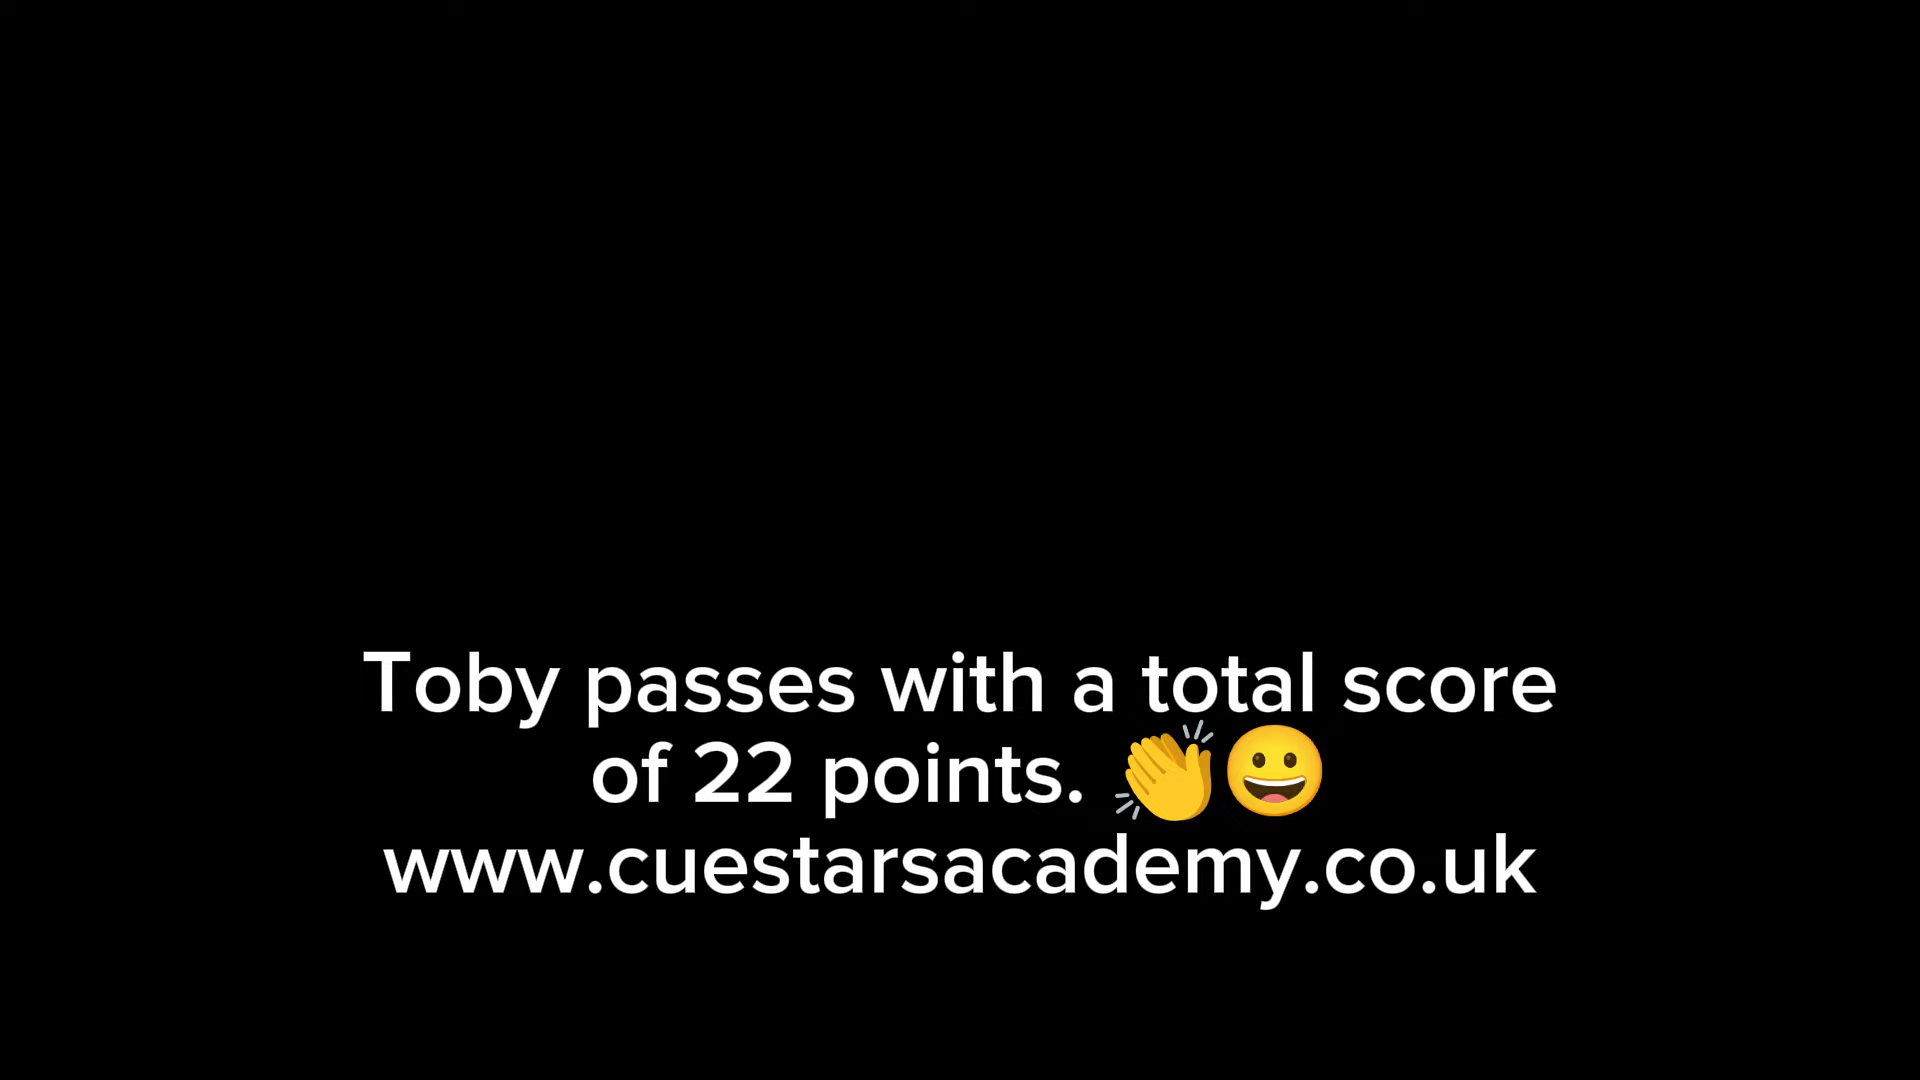 Toby passes with a total score
of 22 points. 👏😀
www.cuestarsacademy.co.uk